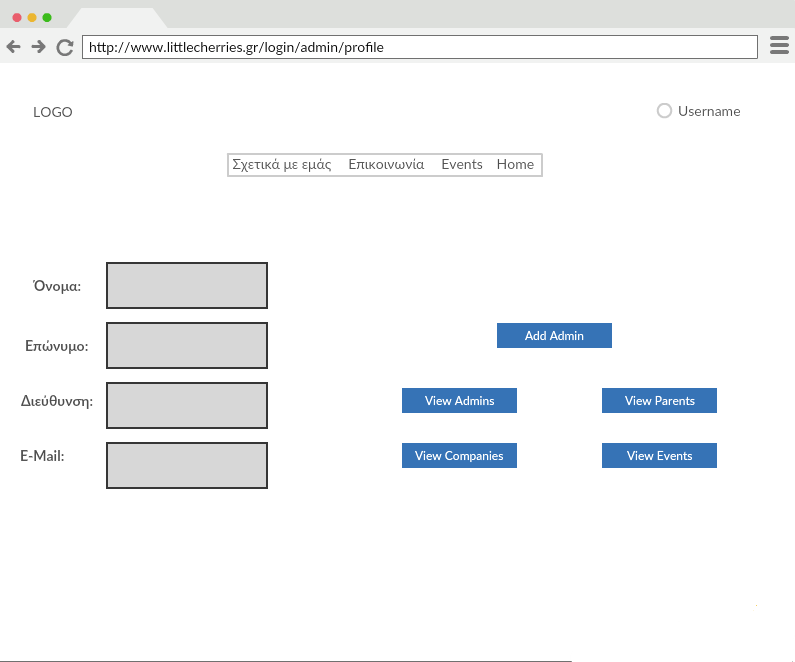 http://www.littlecherries.gr/login/admin/profile
LOGO
Username
Σχετικά με εμάς Επικοινωνία Events Home
Όνομα:
Επώνυμο:
Add Admin
Διεύθυνση:
View Admins View Parents
E-Mail:
View Companies View Events